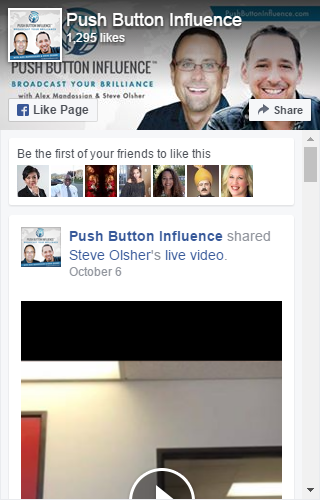 PushButtonInfluence.com
Push Button Influence
1,295 likes
PUSH BUTTON INFLUENCE™
BROADCAST YOUR BRILLIANCE
with Alex Mandossian & Steve Olsher
Like Page
Share
Be the first of your friends to like this
Push Button Influence shared
Steve Olsher's live video.
October 6